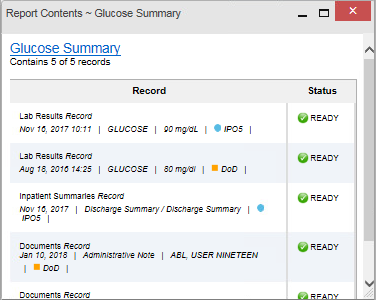 Report Contents ~ Glucose Summary
Glucose Summary
Contains 5 of 5 records
Record Status
Lab Results Record
Nov 16, 2017 10:11 | GLUCOSE | 90 mg/dL | IPO5 |
READY
Lab Results Record
Aug 18, 2016 14:25 | GLUCOSE | 80 mg/dl | DoD |
READY
Inpatient Summaries Record
Nov 16, 2017 | Discharge Summary / Discharge Summary |
IPO5 |
READY
Documents Record
Jan 10, 2018 | Administrative Note | ABL, USER NINETEEN
| DoD |
READY
Documents Record
READY